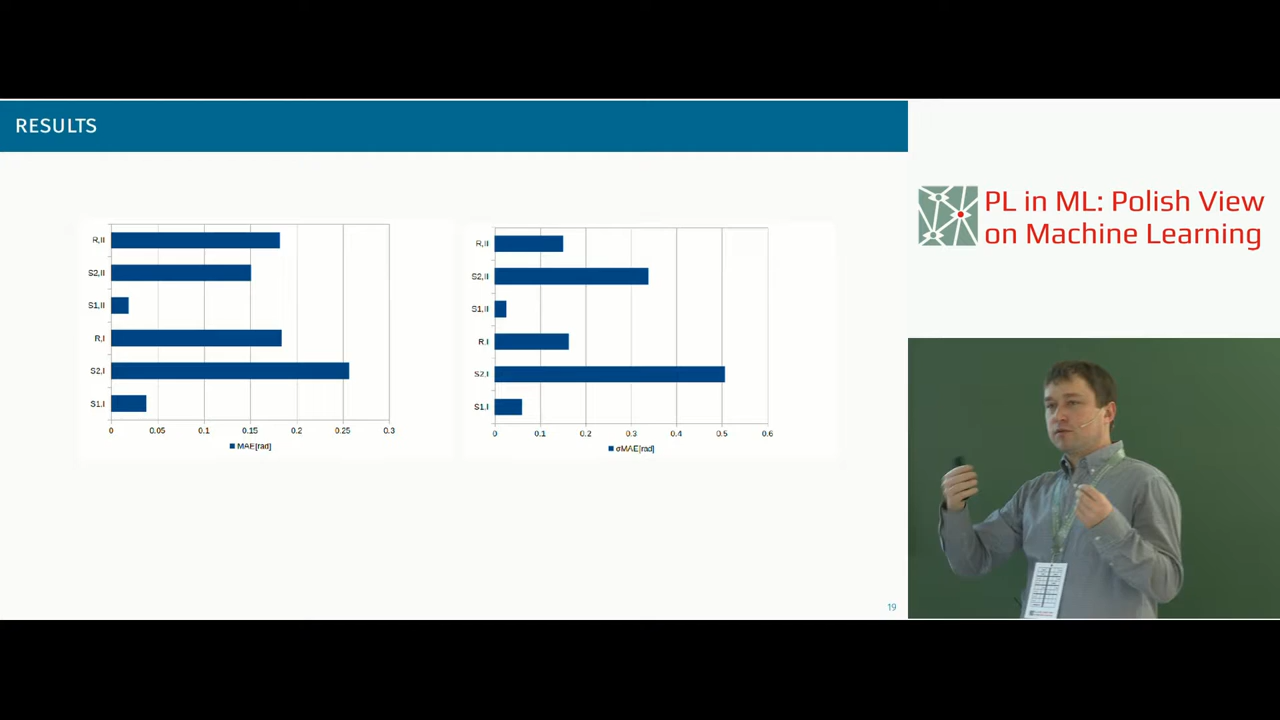 RESULTS
PL in ML: Polish View
on Machine Learning
R,II
S2,II
S1,II
R,I
S2,I
S1,I
0 0.05 0.1 0.15 0.2 0.25 0.3
MAE[rad]
R,II
S2,II
S1,II
R,I
S2,I
S1,I
0 0.1 0.2 0.3 0.4 0.5 0.6
σMAE[rad]
19